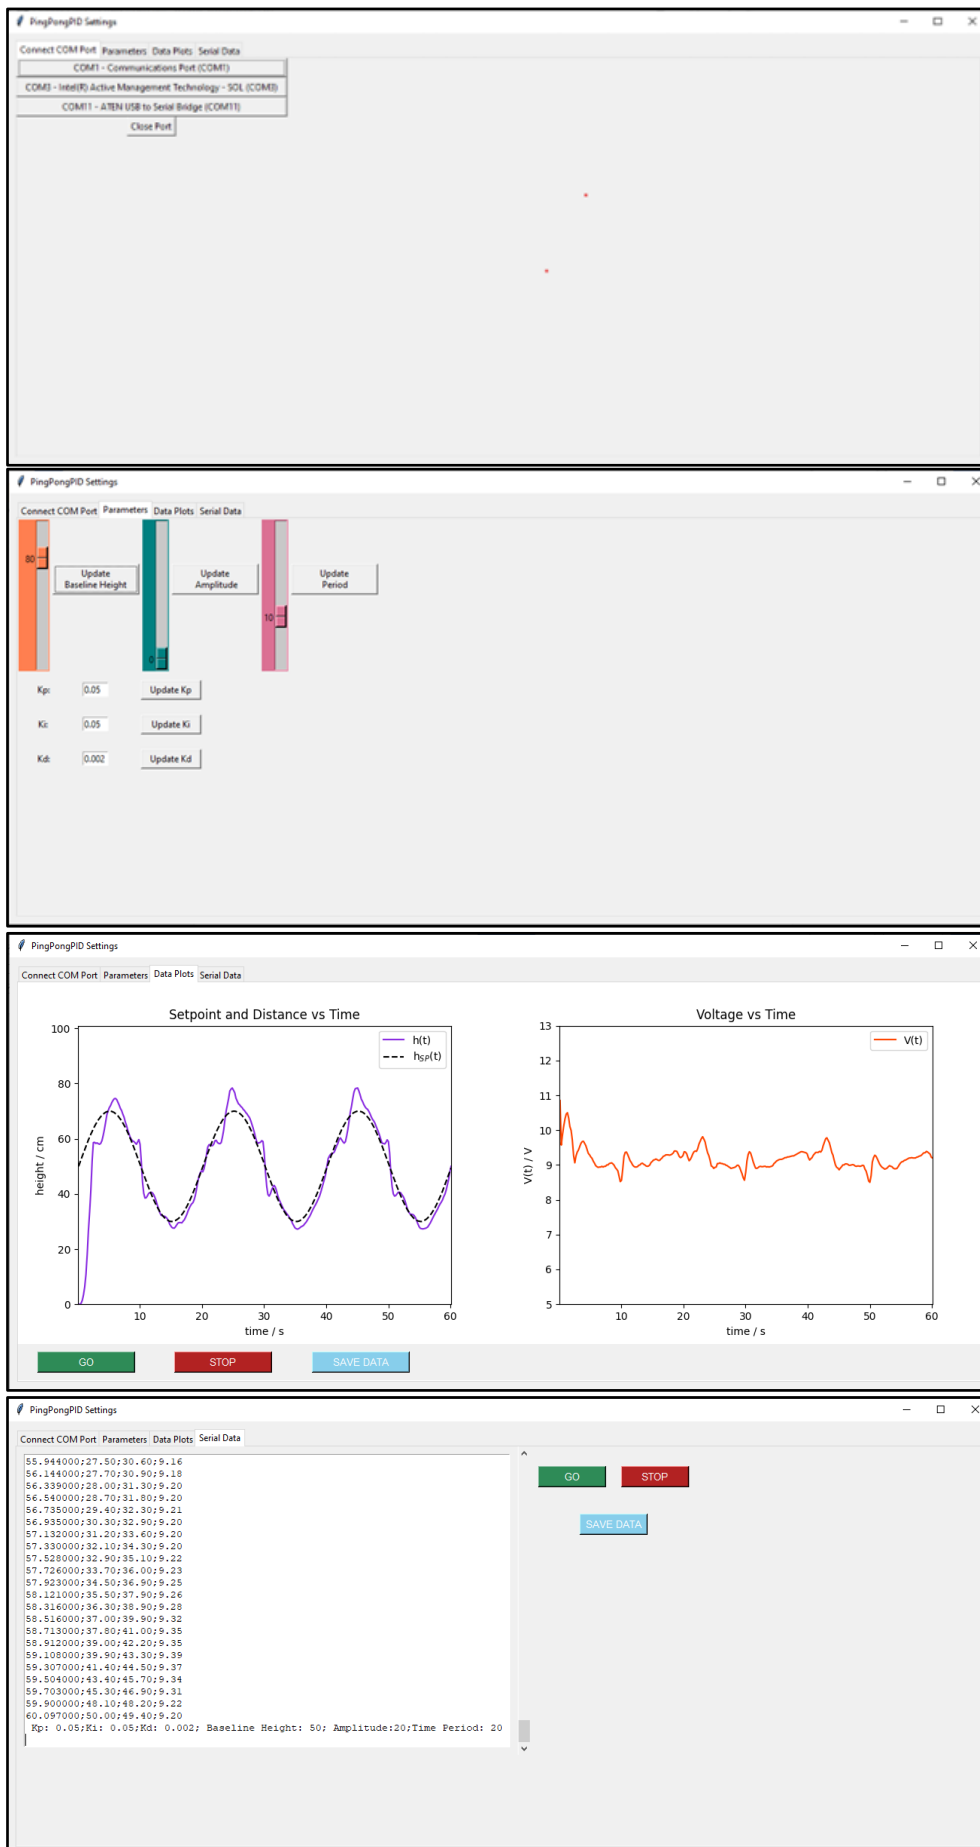 PingPongPID Settings
Connect COM Port Parameters Data Plots Serial Data
COM1 - Communications Port (COM1)
COM3 - Intel(R) Active Management Technology - SOL (COM3)
COM11 - ATEN USB to Serial Bridge (COM11)
Close Port
PingPongPID Settings
Connect COM Port Parameters Data Plots Serial Data
80
Update
Baseline Height
0
Update
Amplitude
10
Update
Period
Kp: 0.05 Update Kp
Ki: 0.05 Update Ki
Kd: 0.002 Update Kd
PingPongPID Settings
Connect COM Port Parameters Data Plots Serial Data
Setpoint and Distance vs Time
h(t)
h_SP(t)
100
80
60
40
20
0
height / cm
10 20 30 40 50 60
time / s
Voltage vs Time
V(t)
13
12
11
10
9
8
7
6
5
V(t) / V
10 20 30 40 50 60
time / s
GO STOP SAVE DATA
PingPongPID Settings
Connect COM Port Parameters Data Plots Serial Data
55.944000;27.50;30.60;9.16
56.144000;27.70;30.90;9.18
56.339000;28.00;31.30;9.20
56.540000;28.70;31.80;9.20
56.735000;29.40;32.30;9.21
56.935000;30.30;32.90;9.20
57.132000;31.20;33.60;9.20
57.330000;32.10;34.30;9.20
57.528000;32.90;35.10;9.22
57.726000;33.70;36.00;9.23
57.923000;34.50;36.90;9.25
58.121000;35.50;37.90;9.26
58.316000;36.30;38.90;9.28
58.516000;37.00;39.90;9.32
58.713000;37.80;41.00;9.35
58.912000;39.00;42.20;9.35
59.108000;39.90;43.30;9.39
59.307000;41.40;44.50;9.37
59.504000;43.40;45.70;9.34
59.703000;45.30;46.90;9.31
59.900000;48.10;48.20;9.22
60.097000;50.00;49.40;9.20
Kp: 0.05;Ki: 0.05;Kd: 0.002; Baseline Height: 50; Amplitude:20;Time Period: 20
GO STOP
SAVE DATA